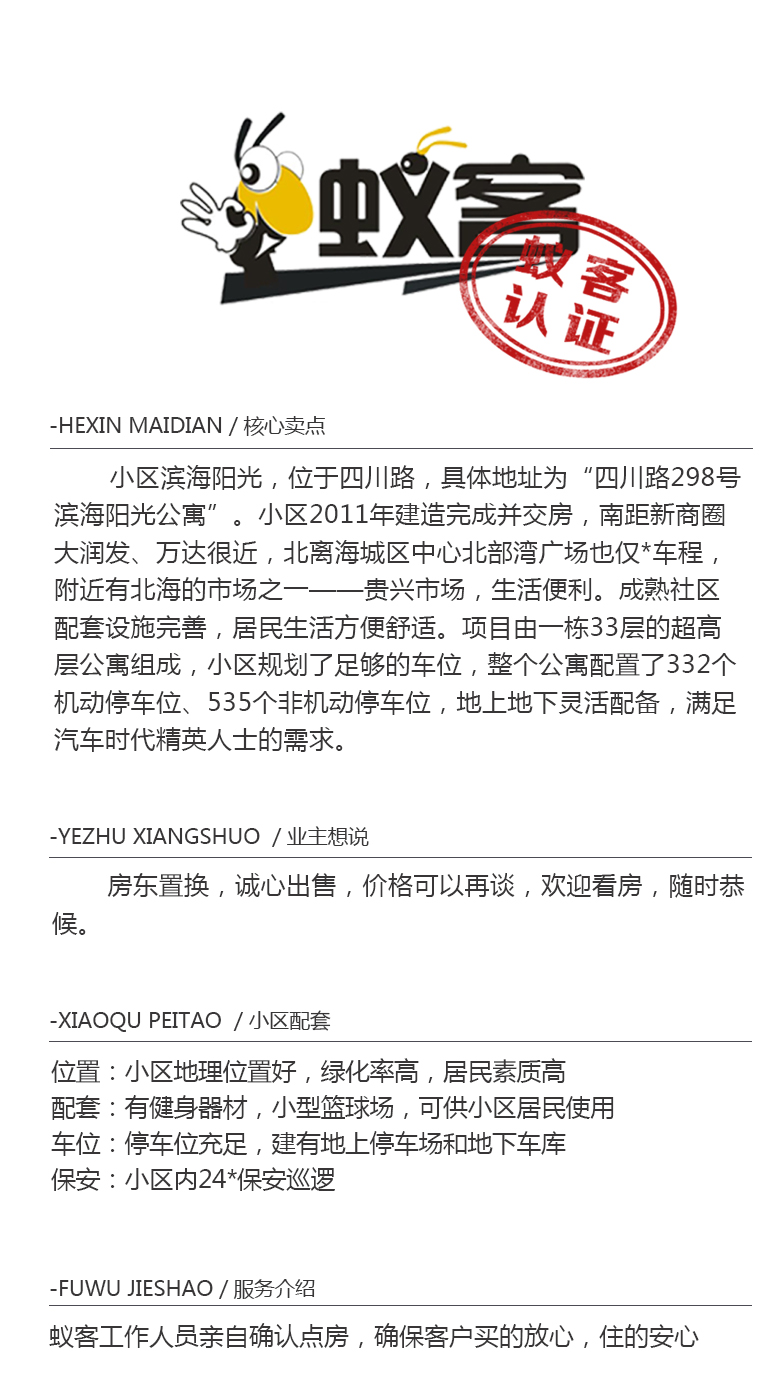 蚁客
蚁客
认证
-HEXIN MAIDIAN / 核心卖点
小区滨海阳光，位于四川路，具体地址为“四川路298号
滨海阳光公寓”。小区2011年建造完成并交房，南距新商圈
大润发、万达很近，北离海城区中心北部湾广场也仅*车程，
附近有北海的市场之一——贵兴市场，生活便利。成熟社区
配套设施完善，居民生活方便舒适。项目由一栋33层的超高
层公寓组成，小区规划了足够的车位，整个公寓配置了332个
机动停车位、535个非机动停车位，地上地下灵活配备，满足
汽车时代精英人士的需求。
-YEZHU XIANGSHUO / 业主想说
房东置换，诚心出售，价格可以再谈，欢迎看房，随时恭
候。
-XIAOQU PEITAO / 小区配套
位置：小区地理位置好，绿化率高，居民素质高
配套：有健身器材，小型篮球场，可供小区居民使用
车位：停车位充足，建有地上停车场和地下车库
保安：小区内24*保安巡逻
-FUWU JIESHAO / 服务介绍
蚁客工作人员亲自确认点房，确保客户买的放心，住的安心